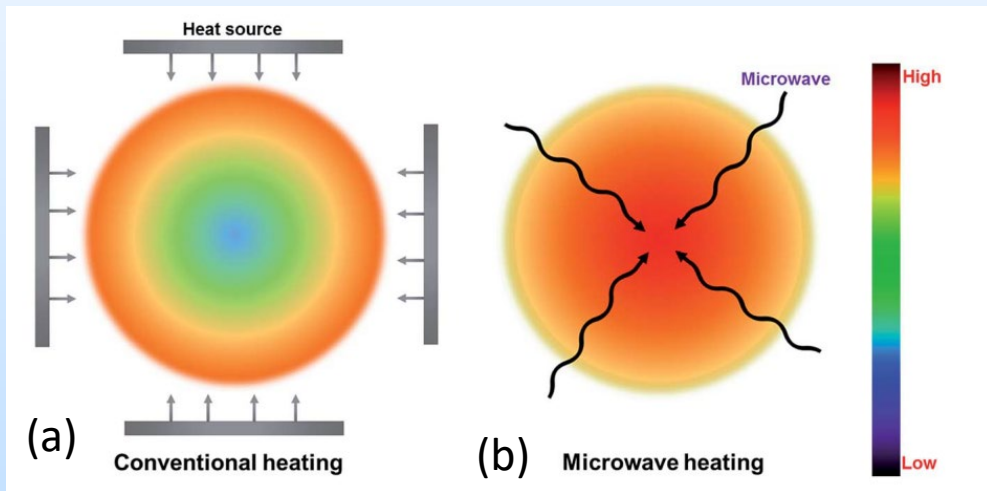 Heat source
Microwave
High
Low
(a)
Conventional heating
(b)
Microwave heating